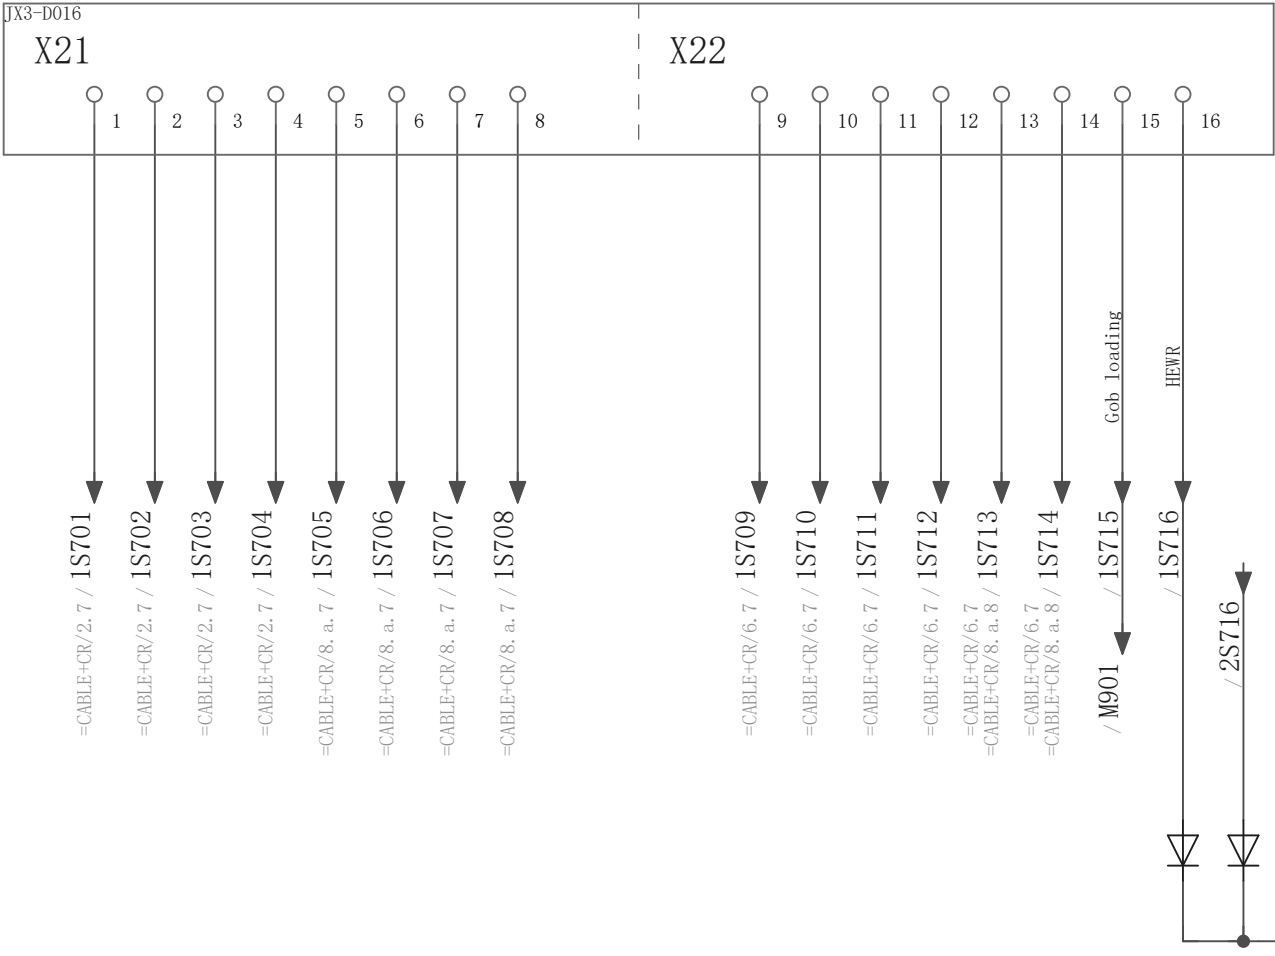 JX3-D016
X21
X22
1
2
3
4
5
6
7
8
9
10
11
12
13
14
15
16
Gob loading
HEWR
=CABLE+CR/2.7 / 1S701
=CABLE+CR/2.7 / 1S702
=CABLE+CR/2.7 / 1S703
=CABLE+CR/2.7 / 1S704
=CABLE+CR/8.a.7 / 1S705
=CABLE+CR/8.a.7 / 1S706
=CABLE+CR/8.a.7 / 1S707
=CABLE+CR/8.a.7 / 1S708
=CABLE+CR/6.7 / 1S709
=CABLE+CR/6.7 / 1S710
=CABLE+CR/6.7 / 1S711
=CABLE+CR/6.7 / 1S712
=CABLE+CR/6.7
=CABLE+CR/8.a.8 / 1S713
=CABLE+CR/6.7
=CABLE+CR/8.a.8 / 1S714
/ 1S715
/ M901
/ 1S716
/ 2S716